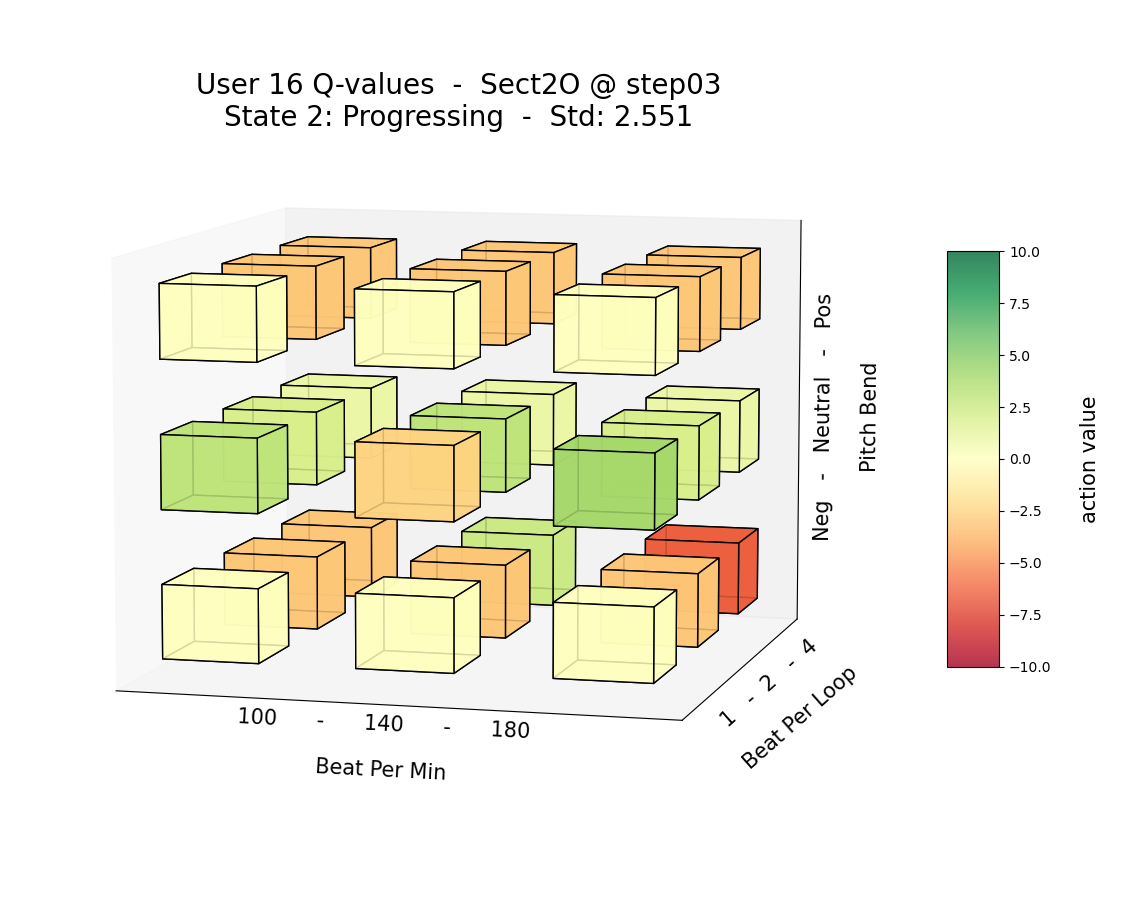 User 16 Q-values - Sect2O @ step03
State 2: Progressing - Std: 2.551
Neg - Neutral - Pos
Pitch Bend
1 - 2 - 4
Beat Per Loop
100 - 140 - 180
Beat Per Min
10.0
7.5
5.0
2.5
0.0
−2.5
−5.0
−7.5
−10.0
action value